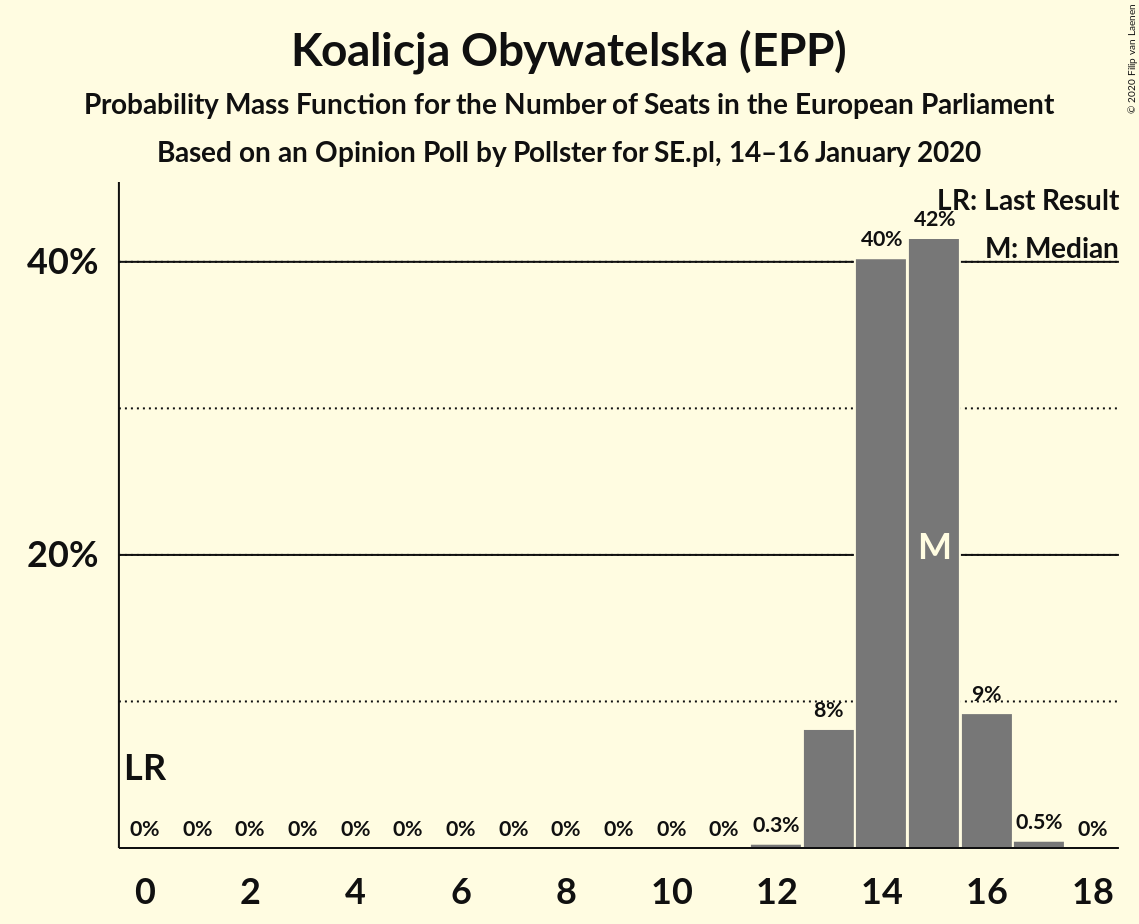 Koalicja Obywatelska (EPP)
Probability Mass Function for the Number of Seats in the European Parliament
Based on an Opinion Poll by Pollster for SE.pl, 14–16 January 2020
© 2020 Filip van Laenen
LR: Last Result
M: Median
40%
20%
LR
0% 0% 0% 0% 0% 0% 0% 0% 0% 0% 0% 0% 0.3% 8% 40% 42% 9% 0.5% 0%
M
0 2 4 6 8 10 12 14 16 18